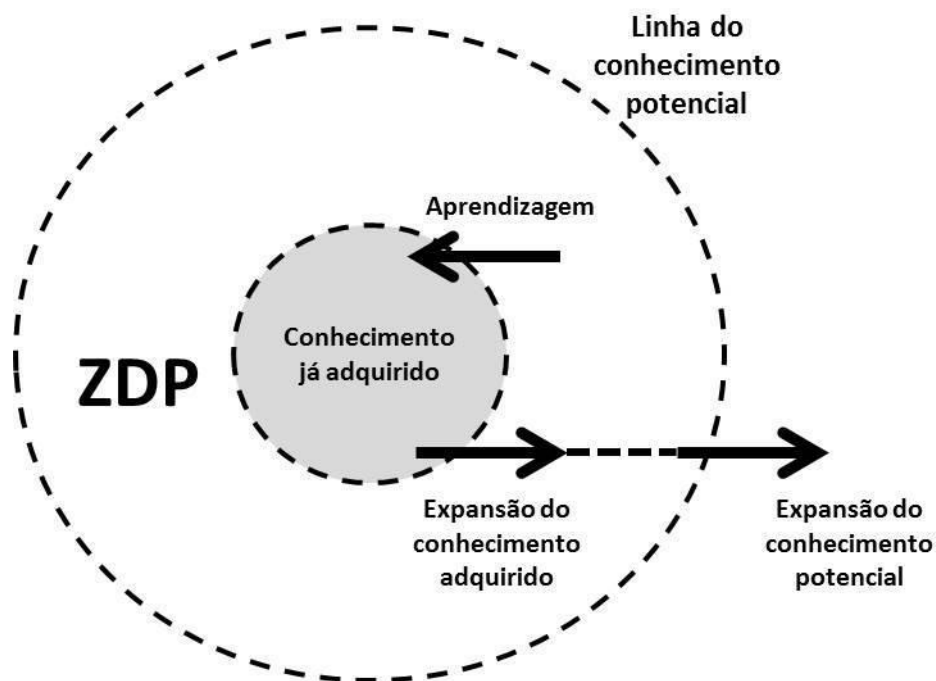 Linha do
conhecimento
potencial
Aprendizagem
Conhecimento
já adquirido
ZDP
Expansão do
conhecimento
adquirido
Expansão do
conhecimento
potencial